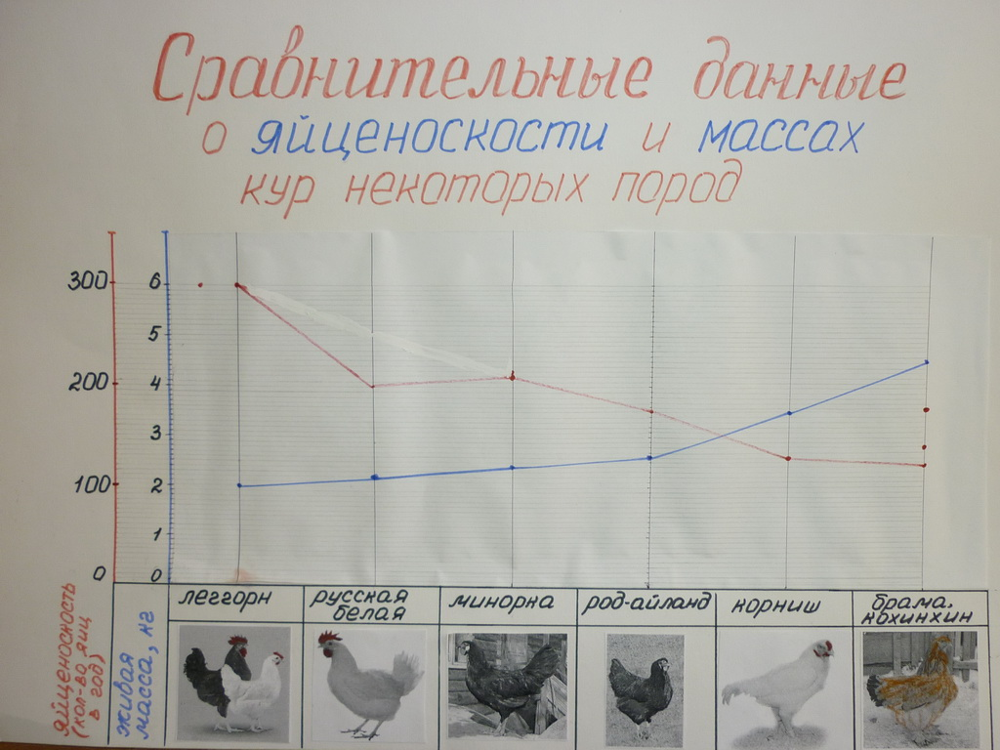 Сравнительные данные
о яйценоскости и массах
кур некоторых пород
300
200
100
0
6
5
4
3
2
1
0
яйценоскость
(кол-во яиц
в год)
живая
масса, кг
леггорн
русская
белая
минорка
род-айланд
корниш
брама.
кохинхин